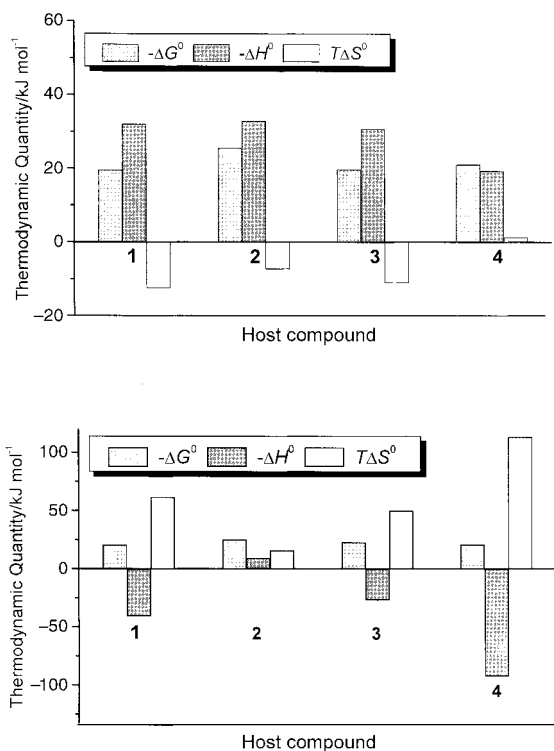 Thermodynamic Quantity/kJ mol⁻¹
60
40
20
0
−20
-ΔG⁰ -ΔH⁰ TΔS⁰
1 2 3 4
Host compound
Thermodynamic Quantity/kJ mol⁻¹
100
50
0
−50
−100
-ΔG⁰ -ΔH⁰ TΔS⁰
1 2 3
4
Host compound